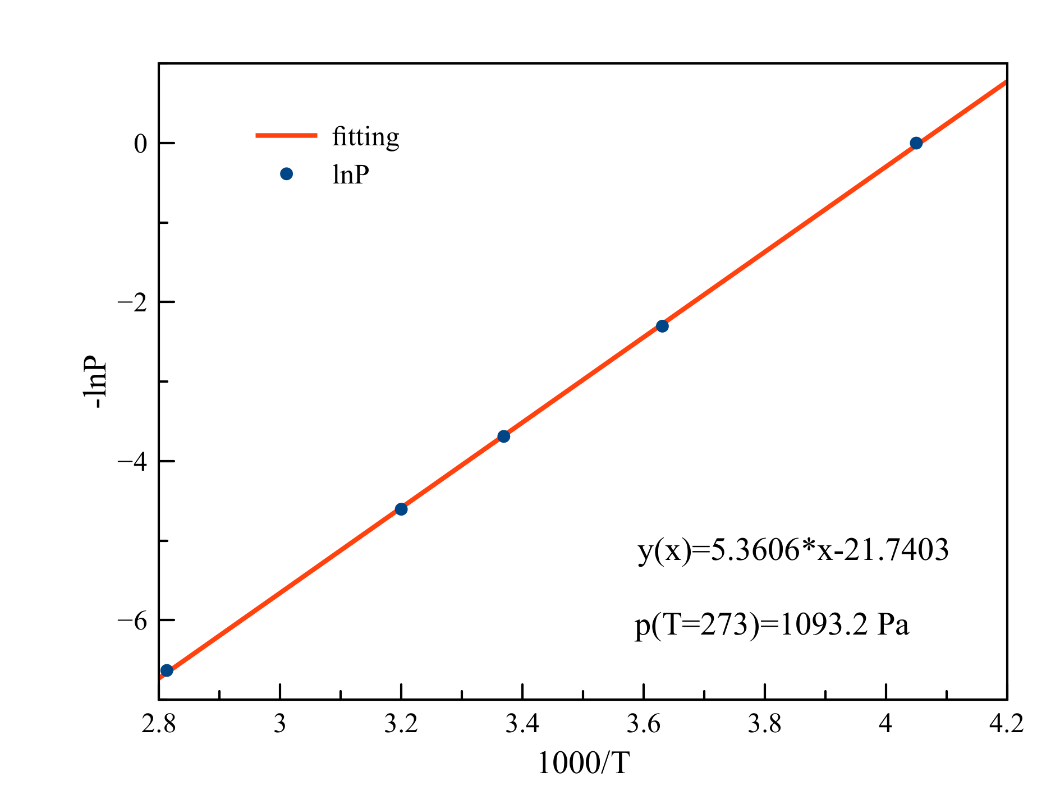 fitting
lnP
0
−2
−4
−6
-lnP
y(x)=5.3606*x-21.7403
p(T=273)=1093.2 Pa
2.8 3 3.2 3.4 3.6 3.8 4 4.2
1000/T